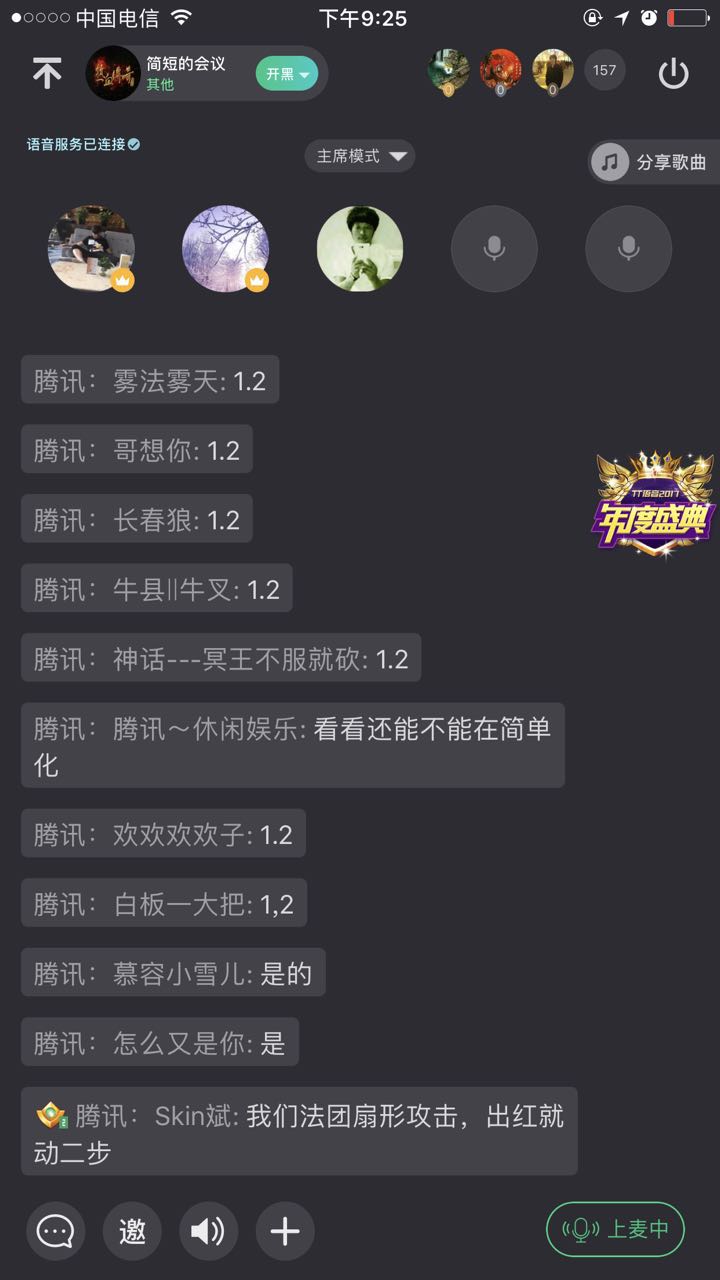 中国电信
下午9:25
简短的会议
其他
开黑
0
0
0
157
语音服务已连接
主席模式
分享歌曲
腾讯：雾法雾天: 1.2
腾讯：哥想你: 1.2
腾讯：长春狼: 1.2
TT语音2017
年度盛典
腾讯：牛县||牛叉: 1.2
腾讯：神话---冥王不服就砍: 1.2
腾讯：腾讯～休闲娱乐: 看看还能不能在简单
化
腾讯：欢欢欢欢子: 1.2
腾讯：白板一大把: 1,2
腾讯：慕容小雪儿: 是的
腾讯：怎么又是你: 是
腾讯：Skin斌: 我们法团扇形攻击，出红就
动二步
邀
上麦中